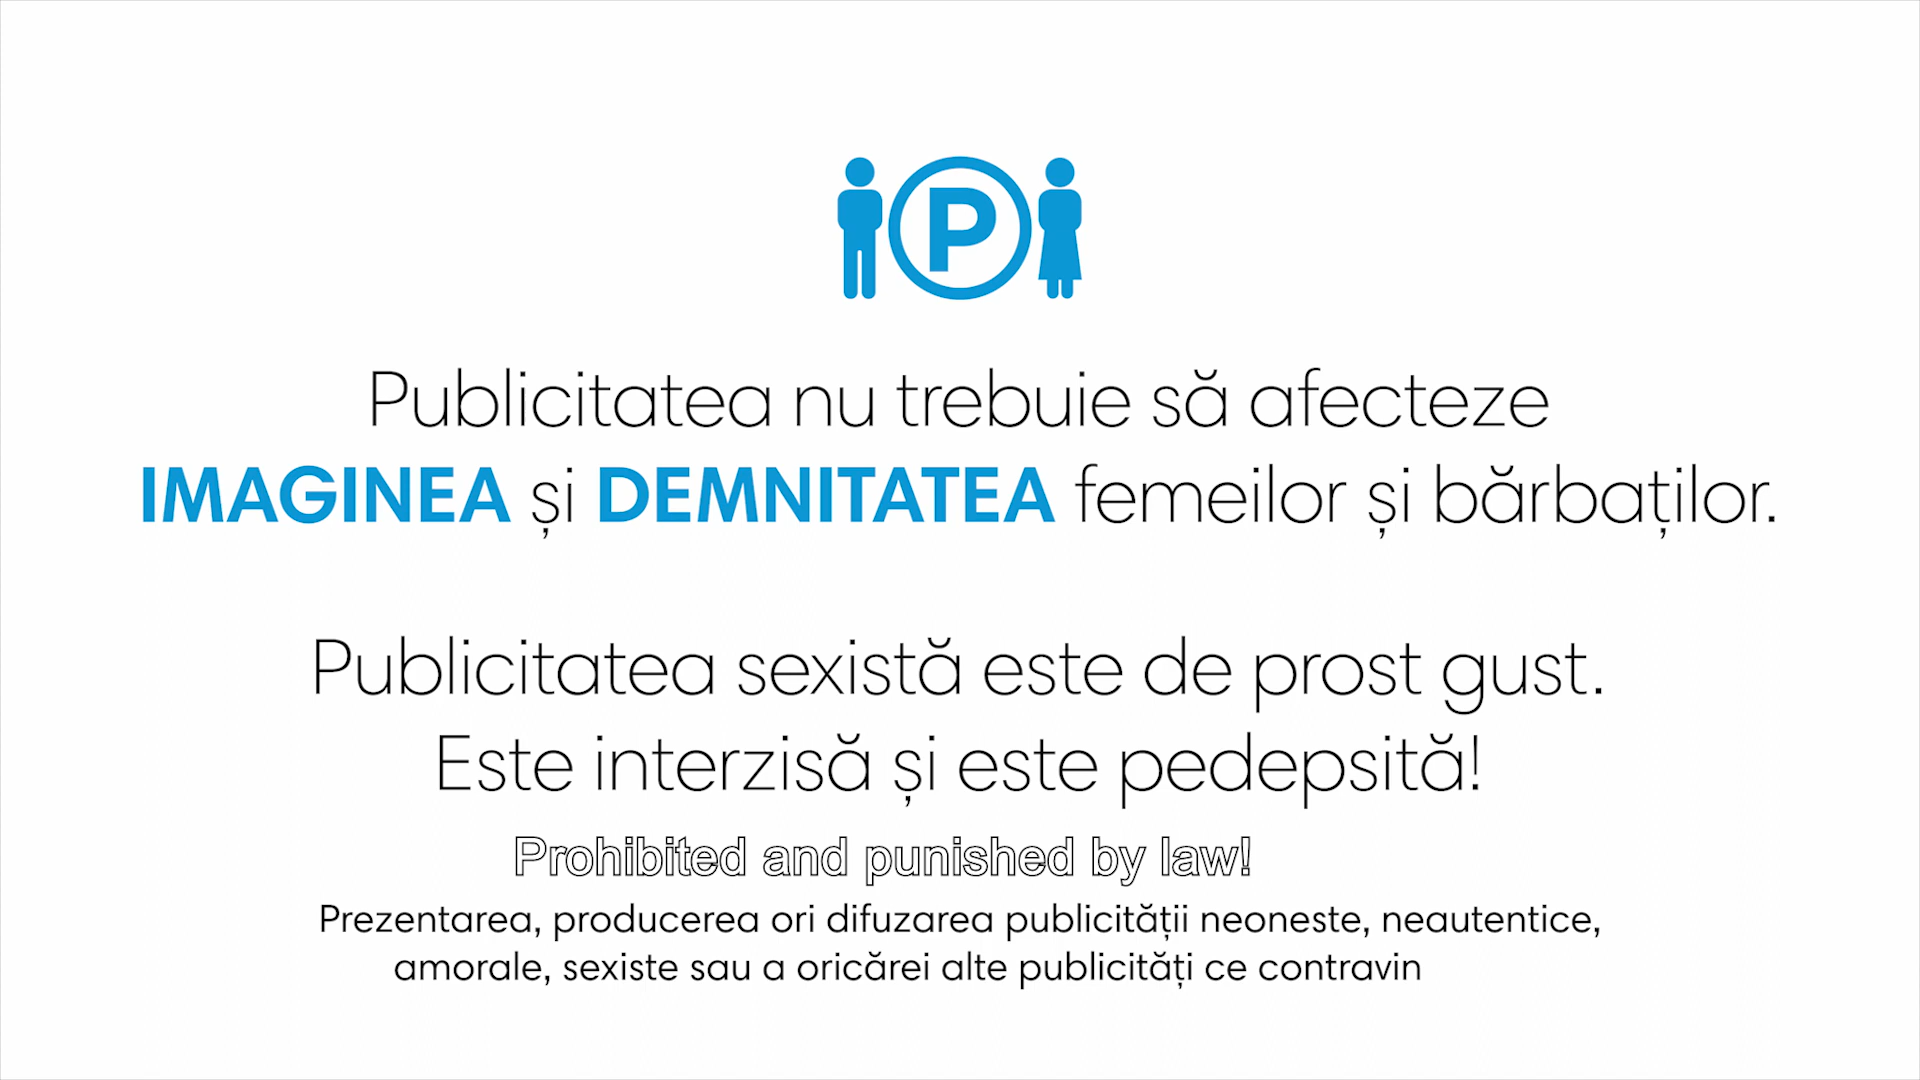 P
Publicitatea nu trebuie să afecteze
IMAGINEA și DEMNITATEA femeilor și bărbaților.
Publicitatea sexistă este de prost gust.
Este interzisă și este pedepsită!
Prohibited and punished by law!
Prezentarea, producerea ori difuzarea publicității neoneste, neautentice,
amorale, sexiste sau a oricărei alte publicități ce contravin